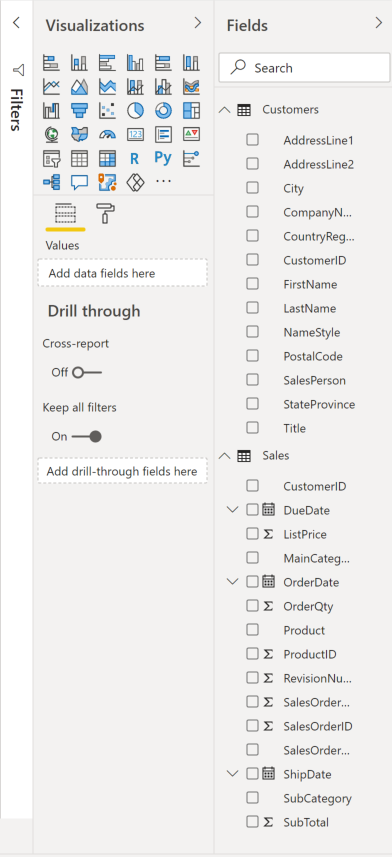 Filters
Visualizations
123
R
Py
Values
Add data fields here
Drill through
Cross-report
Off
Keep all filters
On
Add drill-through fields here
Fields
Search
Customers
AddressLine1
AddressLine2
City
CompanyN...
CountryReg...
CustomerID
FirstName
LastName
NameStyle
PostalCode
SalesPerson
StateProvince
Title
Sales
CustomerID
DueDate
Σ ListPrice
MainCateg...
OrderDate
Σ OrderQty
Product
Σ ProductID
Σ RevisionNu...
Σ SalesOrder...
Σ SalesOrderID
SalesOrder...
ShipDate
SubCategory
Σ SubTotal